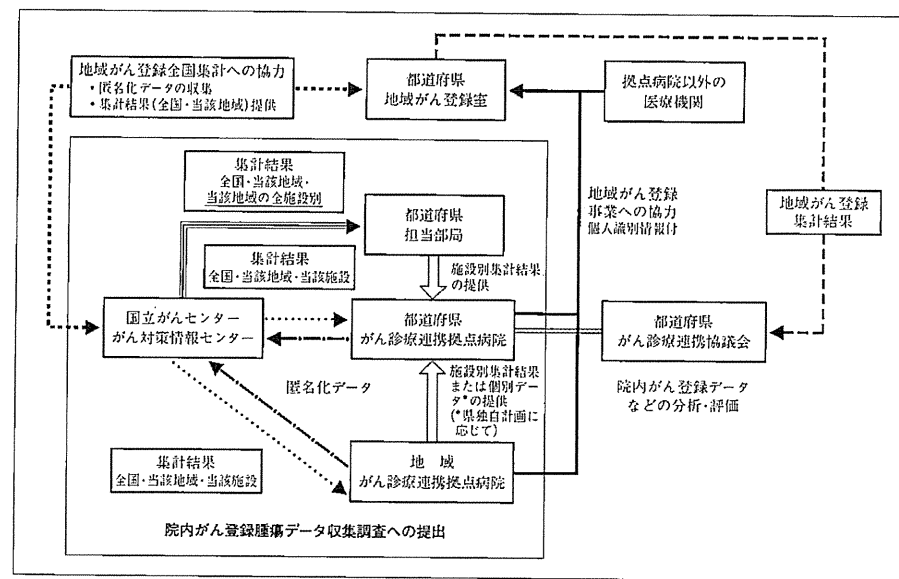 地域がん登録全国集計への協力
・匿名化データの収集
・集計結果(全国・当該地域)提供
都道府県
地域がん登録室
拠点病院以外の
医療機関
集計結果
全国・当該地域・
当該地域の全施設別
都道府県
担当部局
地域がん登録
事業への協力
個人識別情報付
地域がん登録
集計結果
集計結果
全国・当該地域・当該施設
施設別集計結果
の提供
国立がんセンター
がん対策情報センター
都道府県
がん診療連携拠点病院
都道府県
がん診療連携協議会
匿名化データ
施設別集計結果
または個別デー
タ*の提供
(*県独自計画に
応じて)
院内がん登録データ
などの分析・評価
集計結果
全国・当該地域・当該施設
地 域
がん診療連携拠点病院
院内がん登録腫瘍データ収集調査への提出